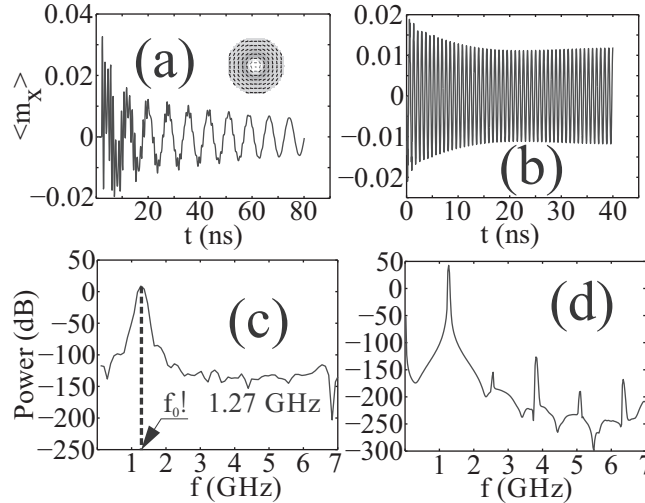 0.04
0.02
0
−0.02
<m_x>
(a)
20 40 60 80
t (ns)
0.02
0.01
0
−0.01
−0.02
(b)
0 10 20 30 40
t (ns)
50
0
−50
−100
−150
−200
−250
Power (dB)
(c)
f_0! 1.27 GHz
1 2 3 4 5 6 7
f (GHz)
50
0
−50
−100
−150
−200
−250
−300
(d)
0 1 2 3 4 5 6 7
f (GHz)